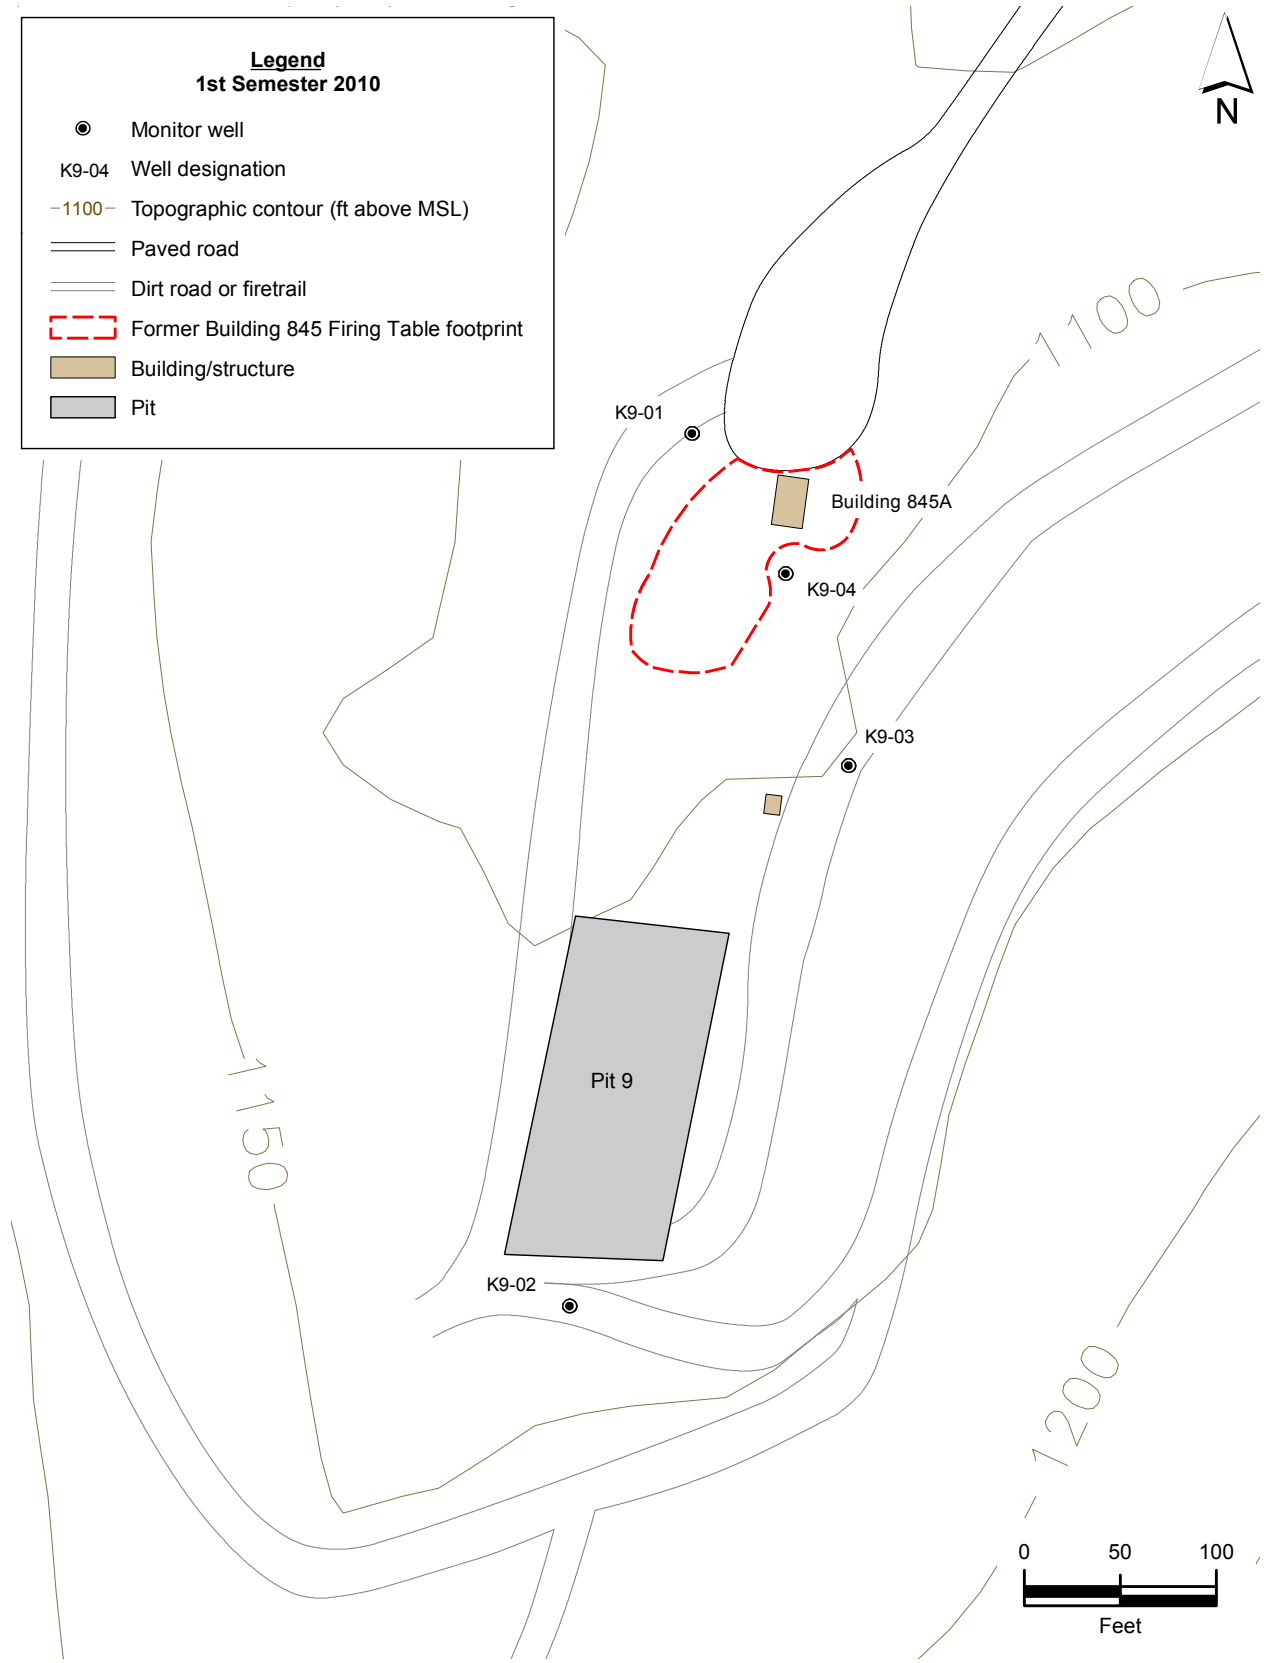 Legend
1st Semester 2010
Monitor well
K9-04 Well designation
1100 Topographic contour (ft above MSL)
Paved road
Dirt road or firetrail
Former Building 845 Firing Table footprint
Building/structure
Pit
N
1100
K9-01
Building 845A
K9-04
K9-03
Pit 9
1150
K9-02
1200
0 50 100
Feet